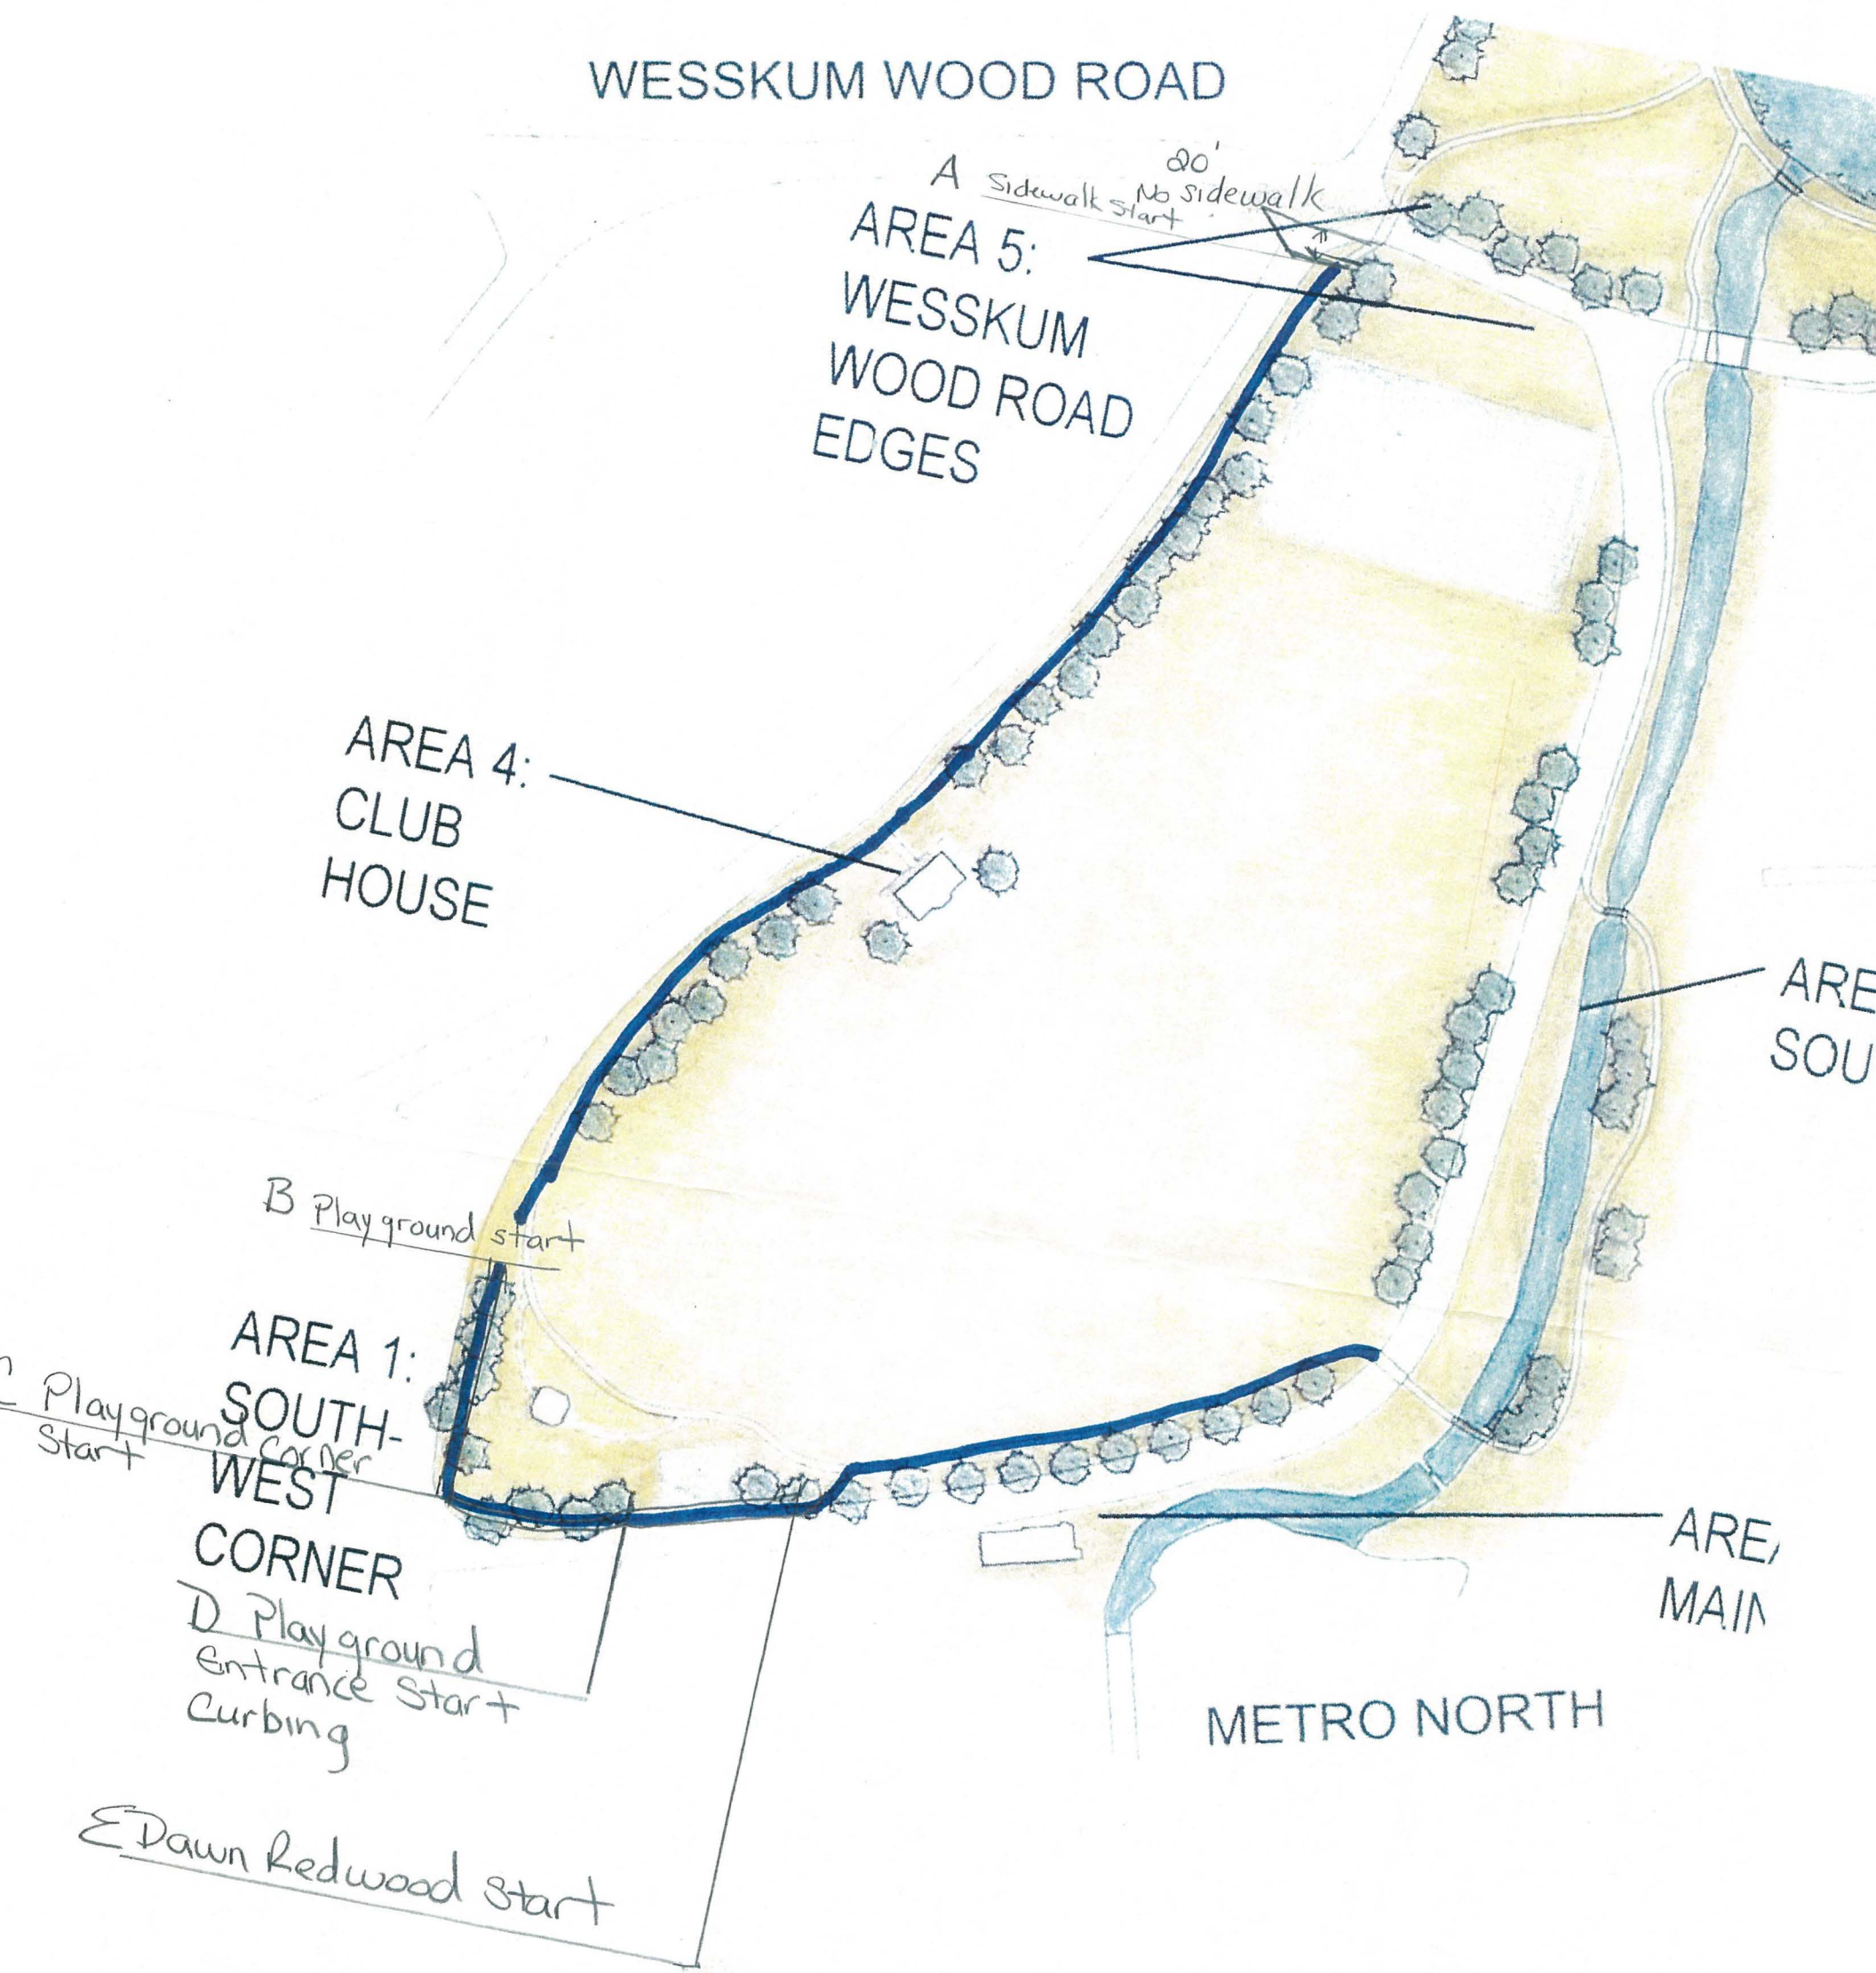 WESSKUM WOOD ROAD
20'
A Sidewalk Start
No Sidewalk
AREA 5:
WESSKUM
WOOD ROAD
EDGES
AREA 4:
CLUB
HOUSE
ARE
SOU
B Playground start
AREA 1:
SOUTH-
WEST
CORNER
C Playground Corner
Start
D Playground
Entrance Start
Curbing
E Dawn Redwood Start
AREA
MAIN
METRO NORTH